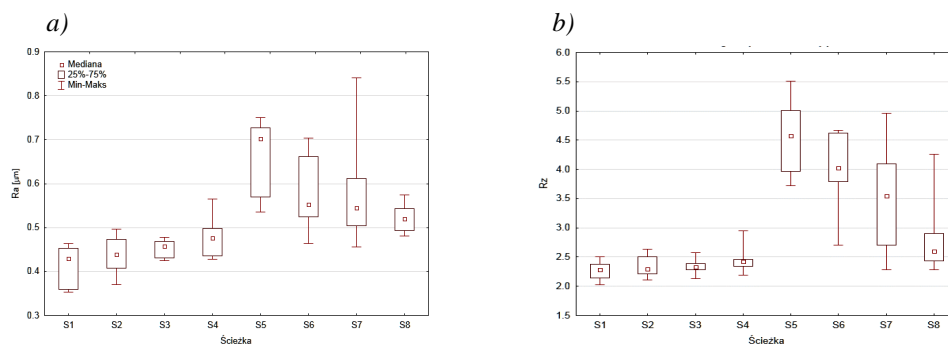 a)
0.9
0.8
0.7
0.6
0.5
0.4
0.3
Ra [µm]
Mediana
25%-75%
Min-Maks
S1 S2 S3 S4 S5 S6 S7 S8
Ścieżka
b)
6.0
5.5
5.0
4.5
4.0
3.5
3.0
2.5
2.0
1.5
Rz
S1 S2 S3 S4 S5 S6 S7 S8
Ścieżka